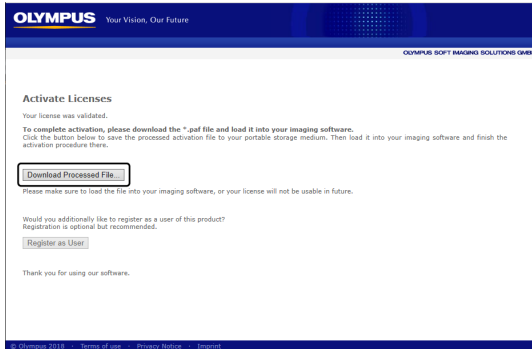 OLYMPUS Your Vision, Our Future
OLYMPUS SOFT IMAGING SOLUTIONS GMB
Activate Licenses
Your license was validated.
To complete activation, please download the *.paf file and load it into your imaging software.
Click the button below to save the processed activation file to your portable storage medium. Then load it into your imaging software and finish the
activation procedure there.
Download Processed File...
Please make sure to load the file into your imaging software, or your license will not be usable in future.
Would you additionally like to register as a user of this product?
Registration is optional but recommended.
Register as User
Thank you for using our software.
© Olympus 2018 · Terms of use · Privacy Notice · Imprint